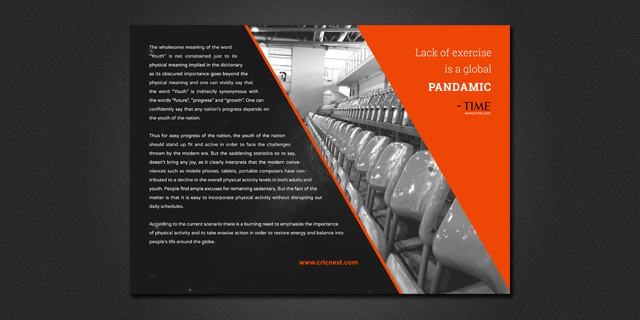 The wholesome meaning of the word
"Youth" is not constrained just to its
physical meaning implied in the dictionary
as its obscured importance goes beyond the
physical meaning and one can vividly say that
the word "Youth" is indirectly synonymous with
the words "future", "progress" and "growth". One can
confidently say that any nation's progress depends on
the youth of the nation.
Thus for easy progress of the nation, the youth of the nation
should stand up fit and active in order to face the challenges
thrown by the modern era. But the saddening statistics so to say,
doesn't bring any joy, as it clearly interprets that the modern conve-
niences such as mobile phones, tablets, portable computers have con-
tributed to a decline in the overall physical activity levels in both adults and
youth. People find ample excuses for remaining sedentary, But the fact of the
matter is that it is easy to incorporate physical activity without disrupting our
daily schedules.
According to the current scenario there is a burning need to emphasize the importance
of physical activity and to take evasive action in order to restore energy and balance into
people's life around the globe.
www.cricnest.com
Lack of exercise
is a global
PANDAMIC
- TIME
www.time.com